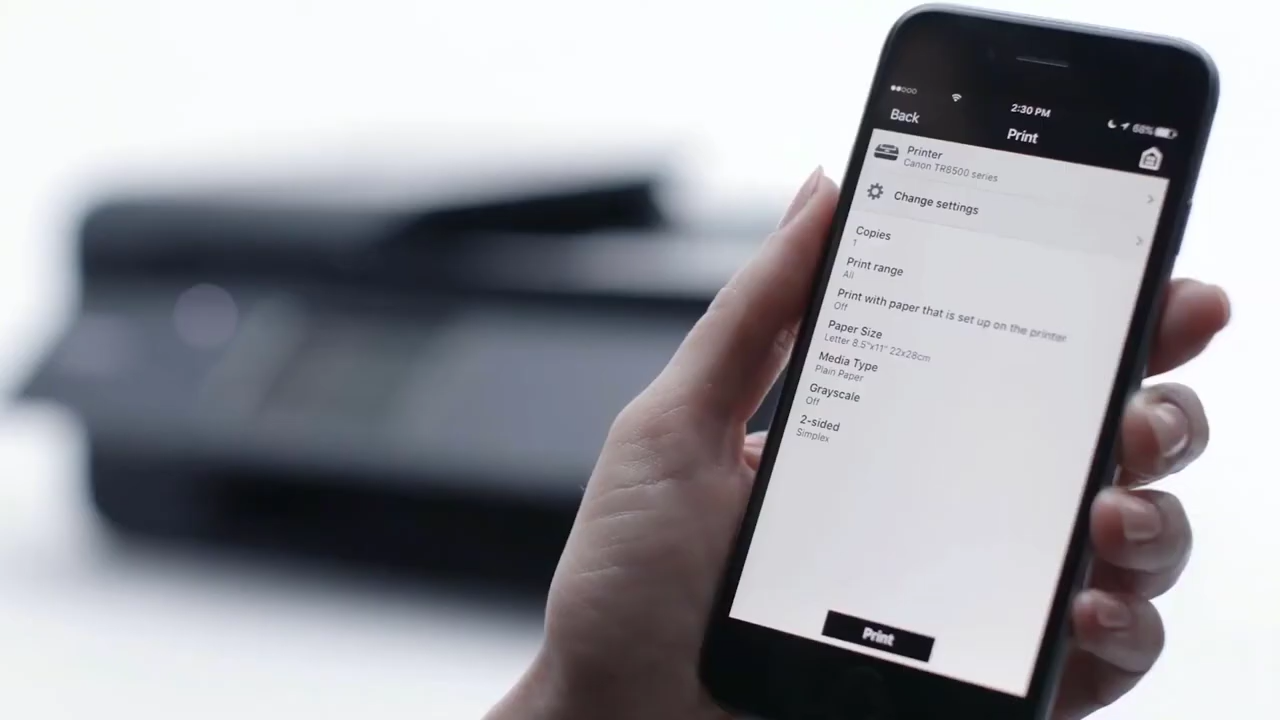 2:30 PM
68%
Back
Print
Printer
Canon TR8500 series
Change settings
Copies
1
Print range
All
Print with paper that is set up on the printer
Off
Paper Size
Letter 8.5"x11" 22x28cm
Media Type
Plain Paper
Grayscale
Off
2-sided
Simplex
Print